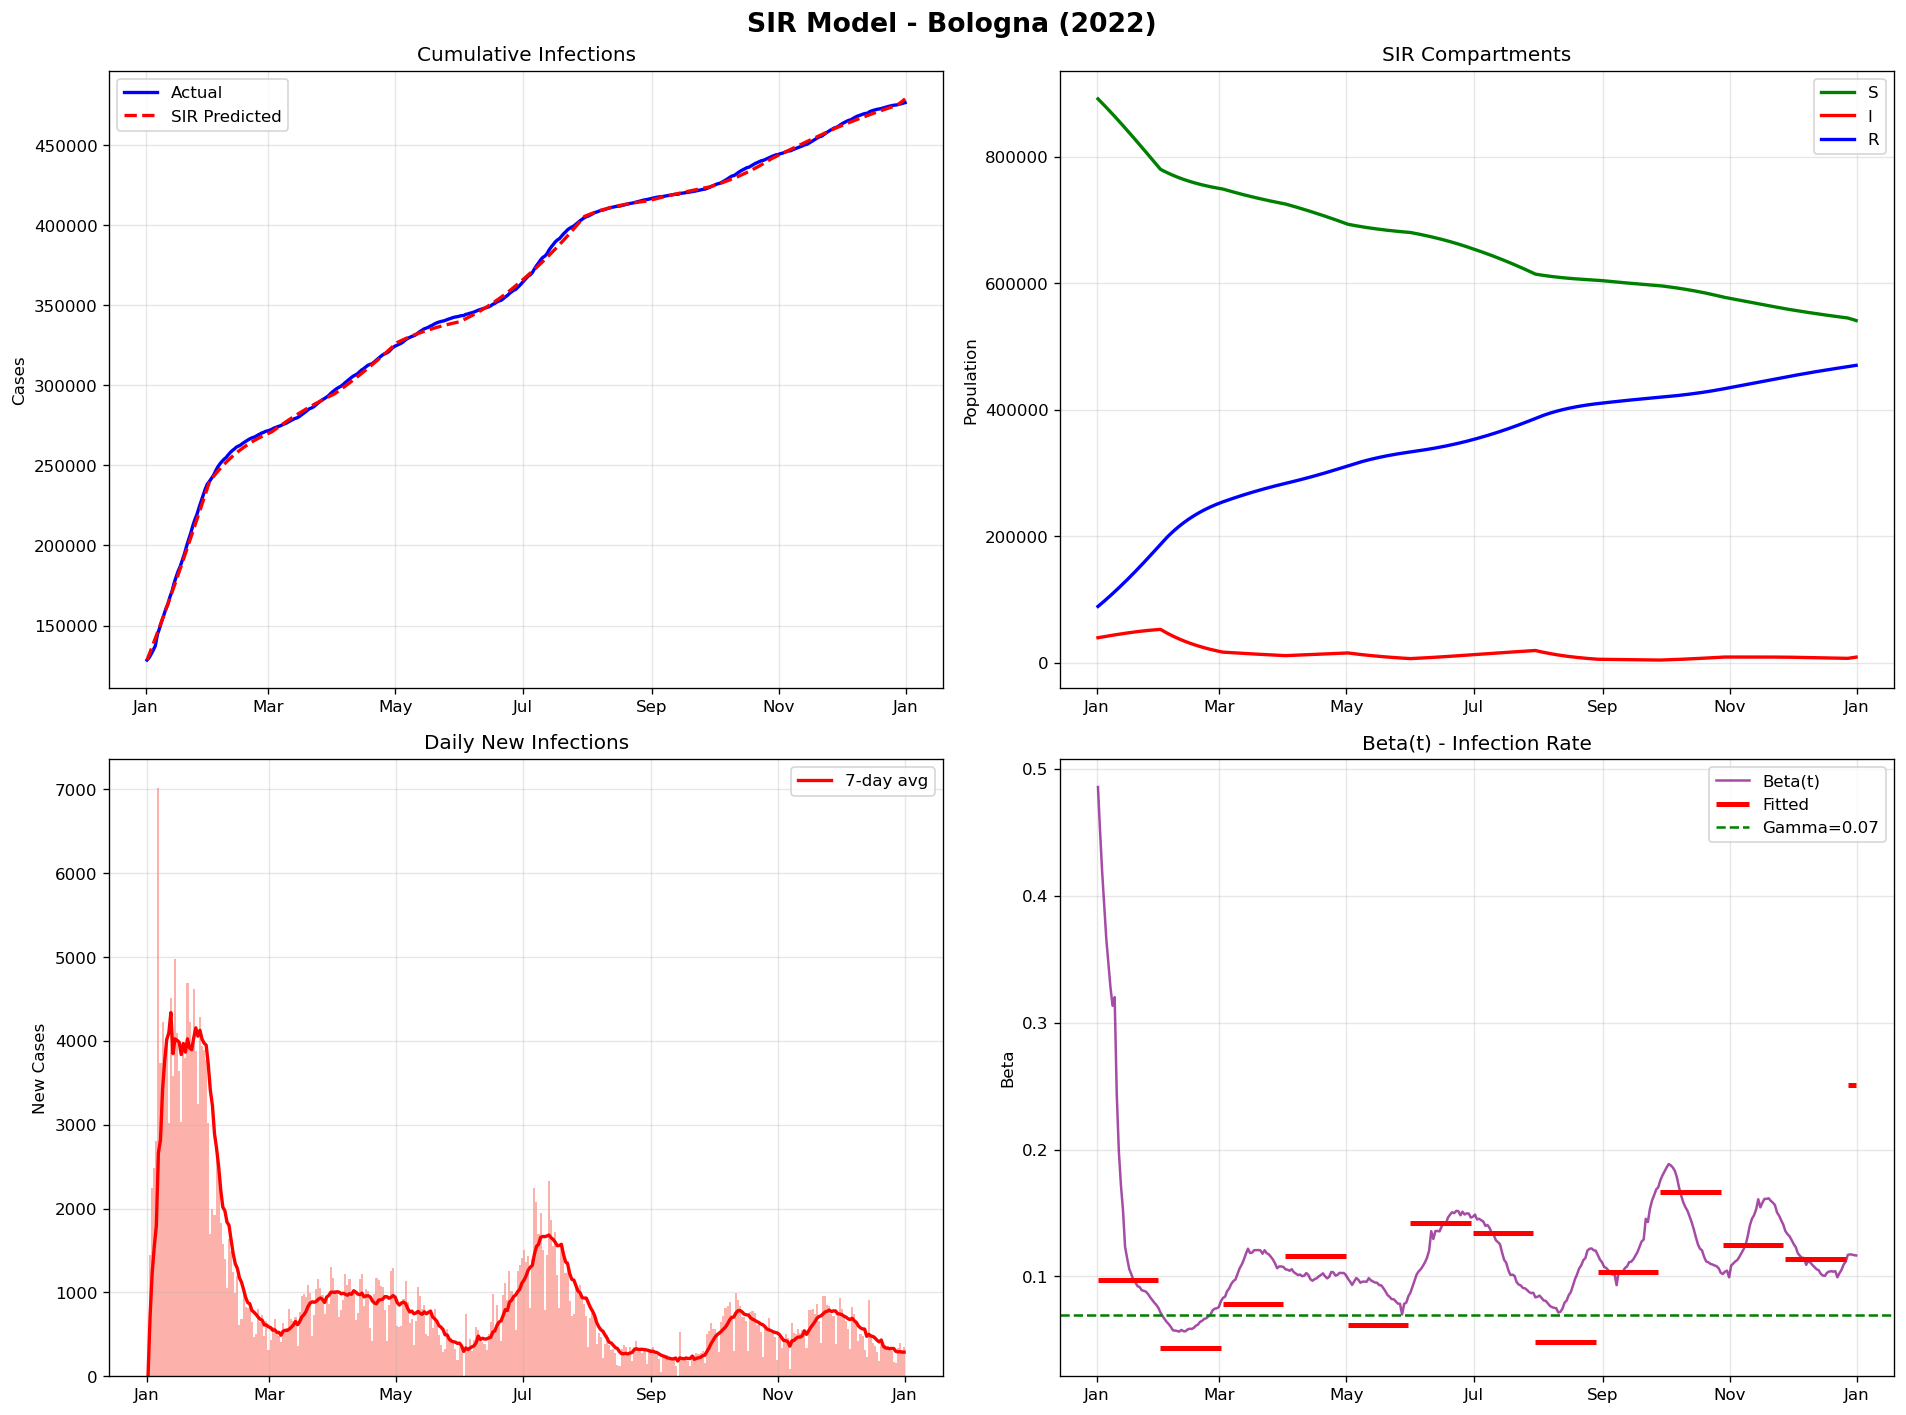 SIR Model - Bologna (2022)
Cumulative Infections
Actual
SIR Predicted
Cases
450000
400000
350000
300000
250000
200000
150000
Jan Mar May Jul Sep Nov Jan
SIR Compartments
S
I
R
Population
800000
600000
400000
200000
0
Jan Mar May Jul Sep Nov Jan
Daily New Infections
7-day avg
New Cases
7000
6000
5000
4000
3000
2000
1000
0
Jan Mar May Jul Sep Nov Jan
Beta(t) - Infection Rate
Beta(t)
Fitted
Gamma=0.07
Beta
0.5
0.4
0.3
0.2
0.1
Jan Mar May Jul Sep Nov Jan